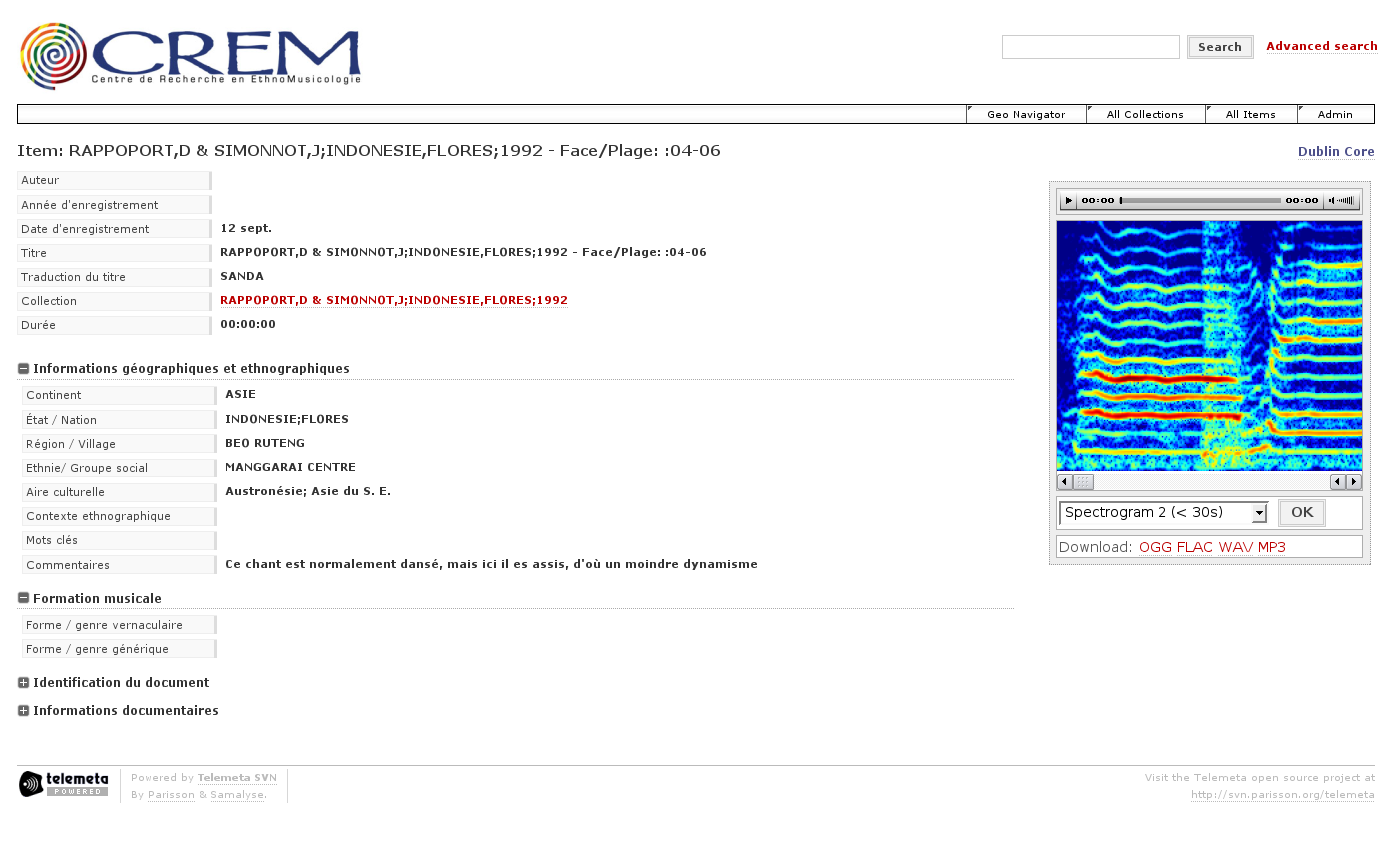 CREM
Centre de Recherche en EthnoMusicologie
Search
Advanced search
Geo Navigator
All Collections
All Items
Admin
Item: RAPPOPORT,D & SIMONNOT,J;INDONESIE,FLORES;1992 - Face/Plage: :04-06
Dublin Core
Auteur
Année d'enregistrement
Date d'enregistrement 12 sept.
Titre RAPPOPORT,D & SIMONNOT,J;INDONESIE,FLORES;1992 - Face/Plage: :04-06
Traduction du titre SANDA
Collection RAPPOPORT,D & SIMONNOT,J;INDONESIE,FLORES;1992
Durée 00:00:00
Informations géographiques et ethnographiques
Continent ASIE
État / Nation INDONESIE;FLORES
Région / Village BEO RUTENG
Ethnie/ Groupe social MANGGARAI CENTRE
Aire culturelle Austronésie; Asie du S. E.
Contexte ethnographique
Mots clés
Commentaires Ce chant est normalement dansé, mais ici il es assis, d'où un moindre dynamisme
Formation musicale
Forme / genre vernaculaire
Forme / genre générique
Identification du document
Informations documentaires
00:00 00:00
Spectrogram 2 (< 30s) OK
Download: OGG FLAC WAV MP3
telemeta
POWERED
Powered by Telemeta SVN
By Parisson & Samalyse.
Visit the Telemeta open source project at
http://svn.parisson.org/telemeta